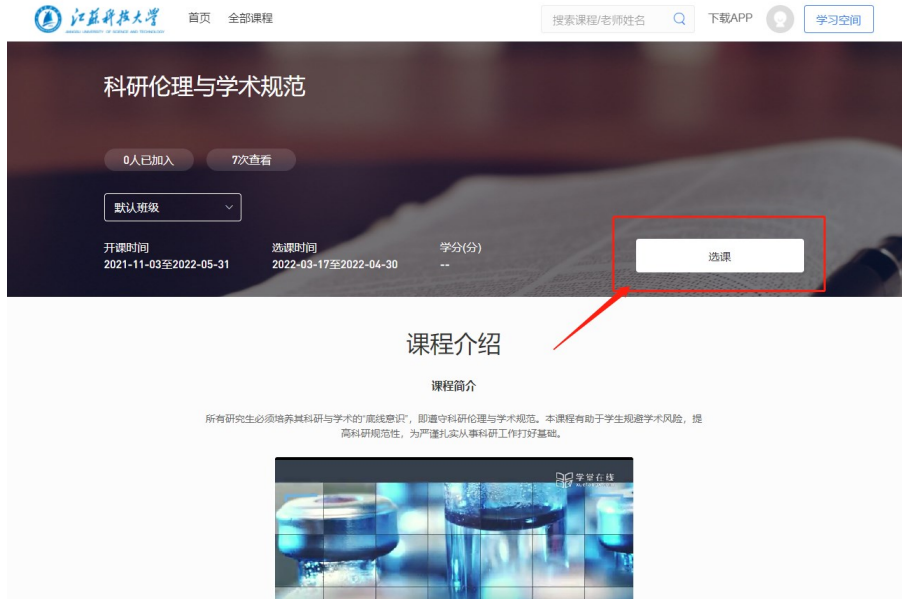 江苏科技大学
JIANGSU UNIVERSITY OF SCIENCE AND TECHNOLOGY
首页 全部课程 搜索课程/老师姓名 下载APP 学习空间
科研伦理与学术规范
0人已加入 7次查看
默认班级
开课时间 选课时间 学分(分)
2021-11-03至2022-05-31 2022-03-17至2022-04-30 --
选课
课程介绍
课程简介
所有研究生必须培养其科研与学术的“底线意识”，即遵守科研伦理与学术规范。本课程有助于学生规避学术风险，提
高科研规范性，为严谨扎实从事科研工作打好基础。
学堂在线